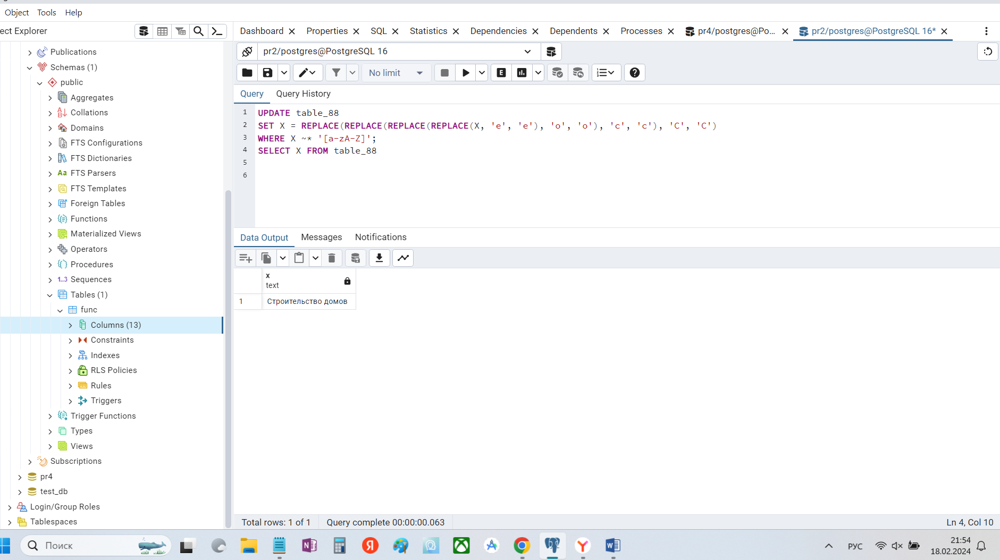 Object Tools Help
ect Explorer
Dashboard Properties SQL Statistics Dependencies Dependents Processes pr4/postgres@Po... pr2/postgres@PostgreSQL 16*
Publications
Schemas (1)
public
Aggregates
Collations
Domains
FTS Configurations
FTS Dictionaries
Aa FTS Parsers
FTS Templates
Foreign Tables
Functions
Materialized Views
Operators
Procedures
1..3 Sequences
Tables (1)
func
Columns (13)
Constraints
Indexes
RLS Policies
Rules
Triggers
Trigger Functions
Types
Views
Subscriptions
pr4
test_db
Login/Group Roles
Tablespaces
pr2/postgres@PostgreSQL 16
No limit
E
Query Query History
1 UPDATE table_88
2 SET X = REPLACE(REPLACE(REPLACE(REPLACE(X, 'e', 'е'), 'o', 'о'), 'c', 'с'), 'C', 'С')
3 WHERE X ~* '[a-zA-Z]';
4 SELECT X FROM table_88
5
6
Data Output Messages Notifications
x
text
1 Строительство домов
Total rows: 1 of 1 Query complete 00:00:00.063 Ln 4, Col 10
Поиск
РУС
21:54
18.02.2024